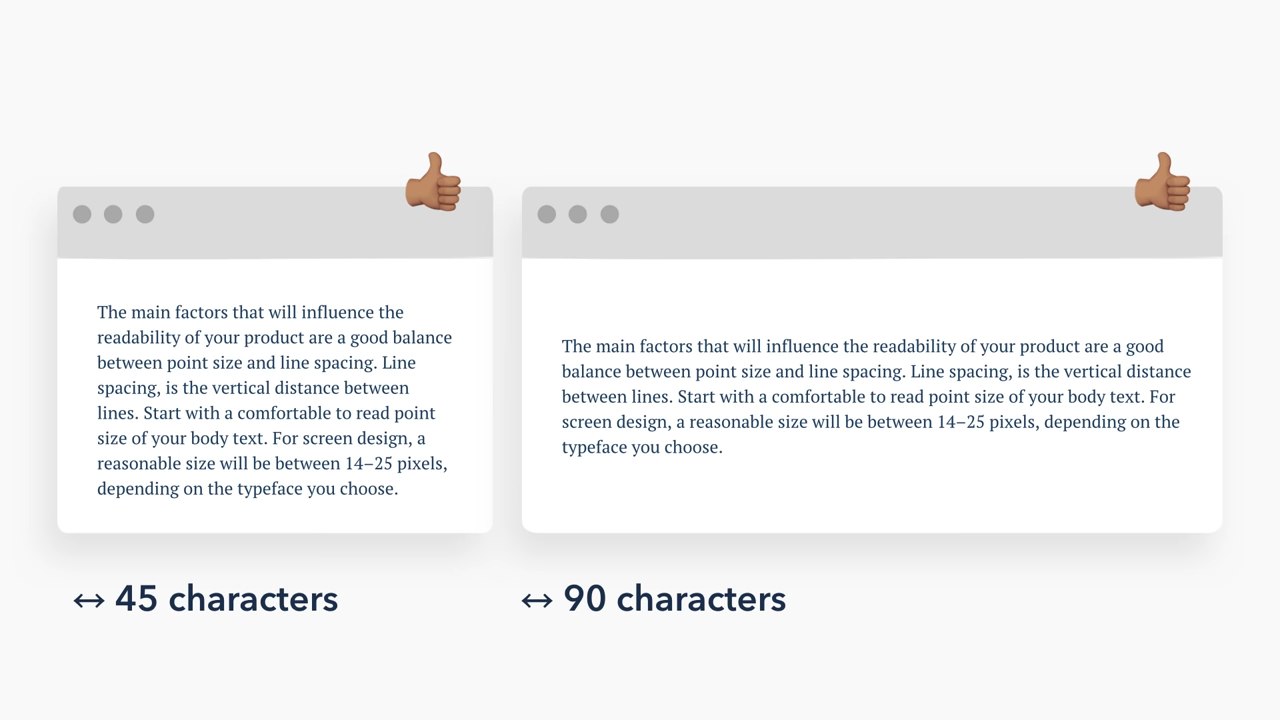 The main factors that will influence the
readability of your product are a good balance
between point size and line spacing. Line
spacing, is the vertical distance between
lines. Start with a comfortable to read point
size of your body text. For screen design, a
reasonable size will be between 14–25 pixels,
depending on the typeface you choose.
↔ 45 characters
The main factors that will influence the readability of your product are a good
balance between point size and line spacing. Line spacing, is the vertical distance
between lines. Start with a comfortable to read point size of your body text. For
screen design, a reasonable size will be between 14–25 pixels, depending on the
typeface you choose.
↔ 90 characters